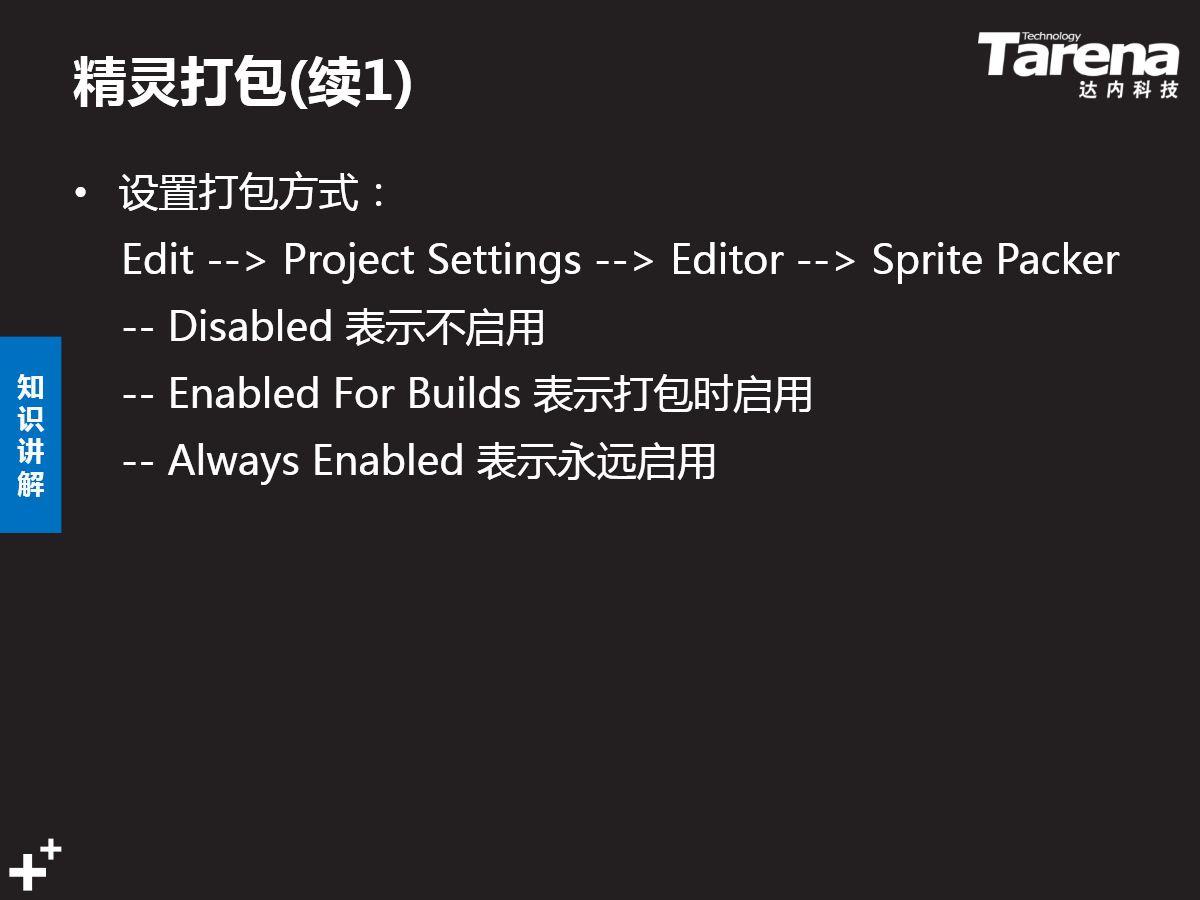 精灵打包(续1)
Technology
Tarena
达内科技
• 设置打包方式：
Edit --> Project Settings --> Editor --> Sprite Packer
-- Disabled 表示不启用
-- Enabled For Builds 表示打包时启用
-- Always Enabled 表示永远启用
知
识
讲
解